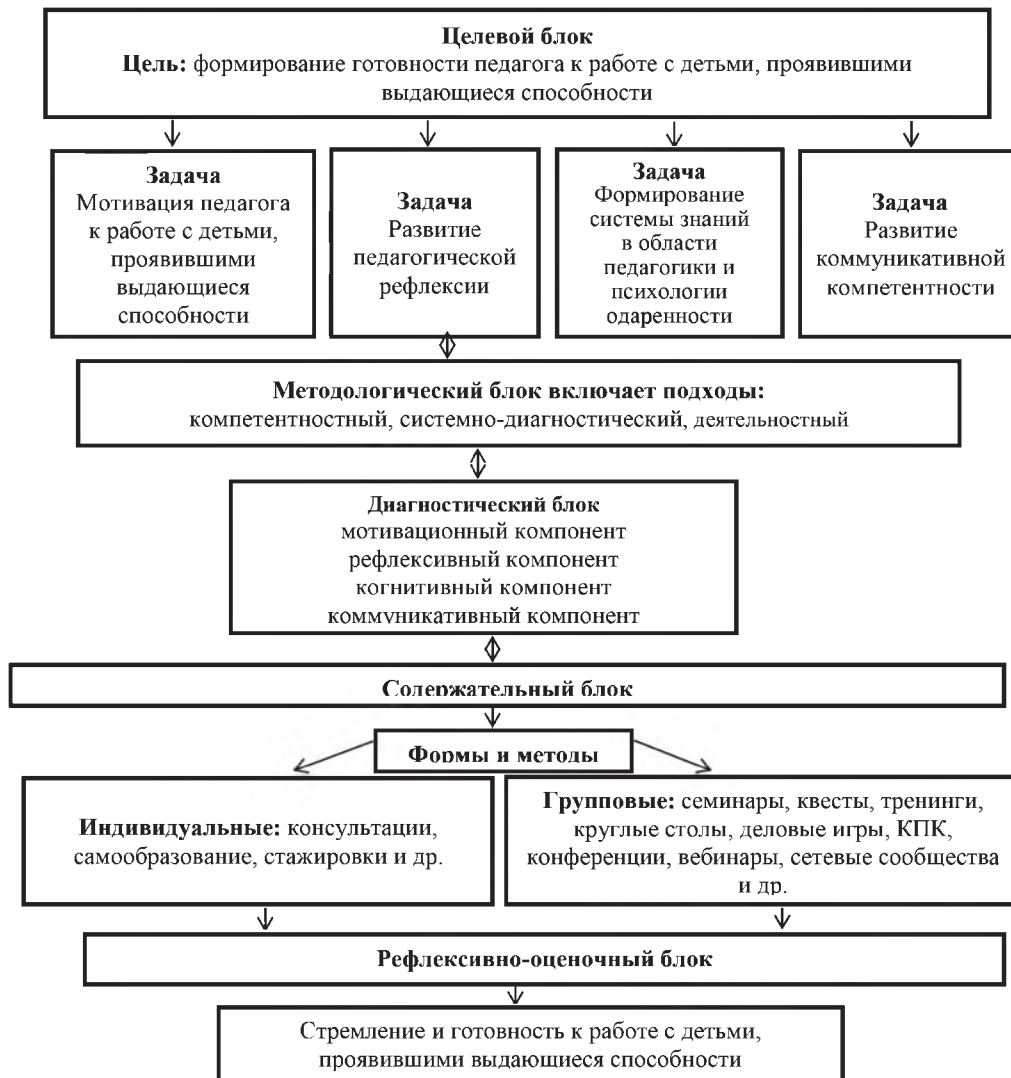 Целевой блок
Цель: формирование готовности педагога к работе с детьми, проявившими
выдающиеся способности
Задача
Мотивация педагога
к работе с детьми,
проявившими
выдающиеся
способности
Задача
Развитие
педагогической
рефлексии
Задача
Формирование
системы знаний
в области
педагогики и
психологии
одаренности
Задача
Развитие
коммуникативной
компетентности
Методологический блок включает подходы:
компетентностный, системно-диагностический, деятельностный
Диагностический блок
мотивационный компонент
рефлексивный компонент
когнитивный компонент
коммуникативный компонент
Содержательный блок
Формы и методы
Индивидуальные: консультации,
самообразование, стажировки и др.
Групповые: семинары, квесты, тренинги,
круглые столы, деловые игры, КПК,
конференции, вебинары, сетевые сообщества
и др.
Рефлексивно-оценочный блок
Стремление и готовность к работе с детьми,
проявившими выдающиеся способности